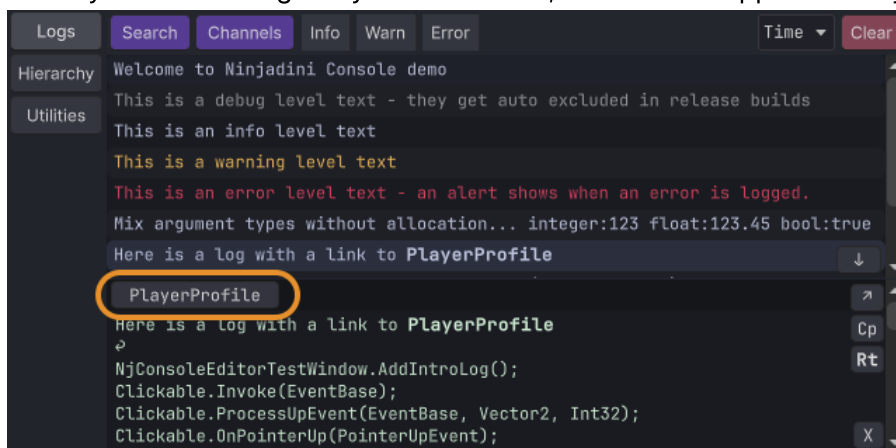 Logs Search Channels Info Warn Error Time Clear
Hierarchy
Utilities
Welcome to Ninjadini Console demo
This is a debug level text - they get auto excluded in release builds
This is an info level text
This is a warning level text
This is an error level text - an alert shows when an error is logged.
Mix argument types without allocation... integer:123 float:123.45 bool:true
Here is a log with a link to PlayerProfile
PlayerProfile
Here is a log with a link to PlayerProfile
Cp
NjConsoleEditorTestWindow.AddIntroLog();
Rt
Clickable.Invoke(EventBase);
Clickable.ProcessUpEvent(EventBase, Vector2, Int32);
Clickable.OnPointerUp(PointerUpEvent);
X